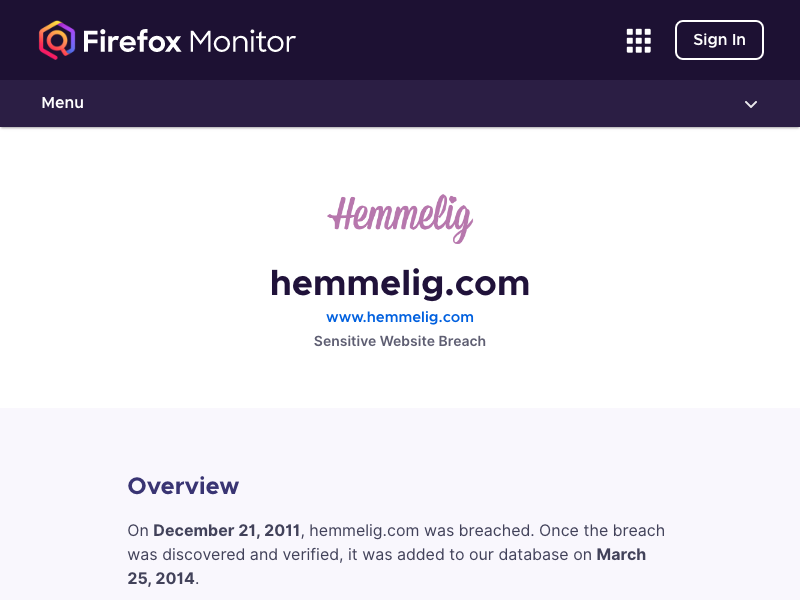 Firefox Monitor
Sign In
Menu
Hemmelig
hemmelig.com
www.hemmelig.com
Sensitive Website Breach
Overview
On December 21, 2011, hemmelig.com was breached. Once the breach
was discovered and verified, it was added to our database on March
25, 2014.